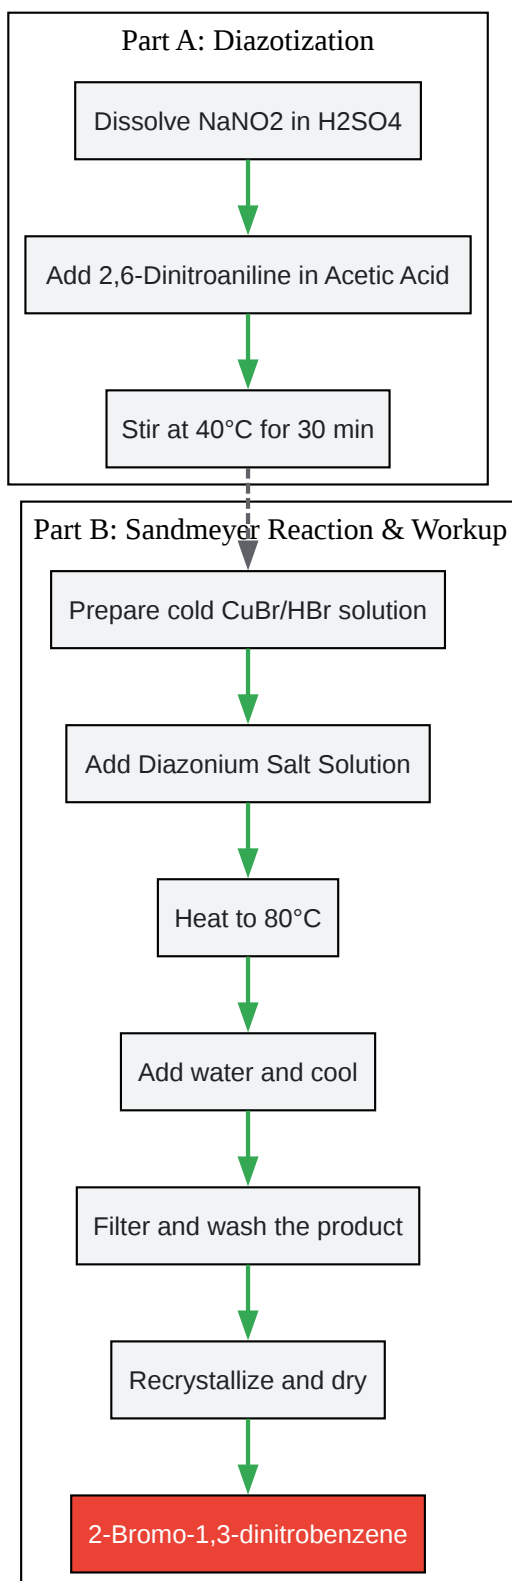 Part A: Diazotization
Dissolve NaNO2 in H2SO4
Add 2,6-Dinitroaniline in Acetic Acid
Stir at 40°C for 30 min
Part B: Sandmeyer Reaction & Workup
Prepare cold CuBr/HBr solution
Add Diazonium Salt Solution
Heat to 80°C
Add water and cool
Filter and wash the product
Recrystallize and dry
2-Bromo-1,3-dinitrobenzene